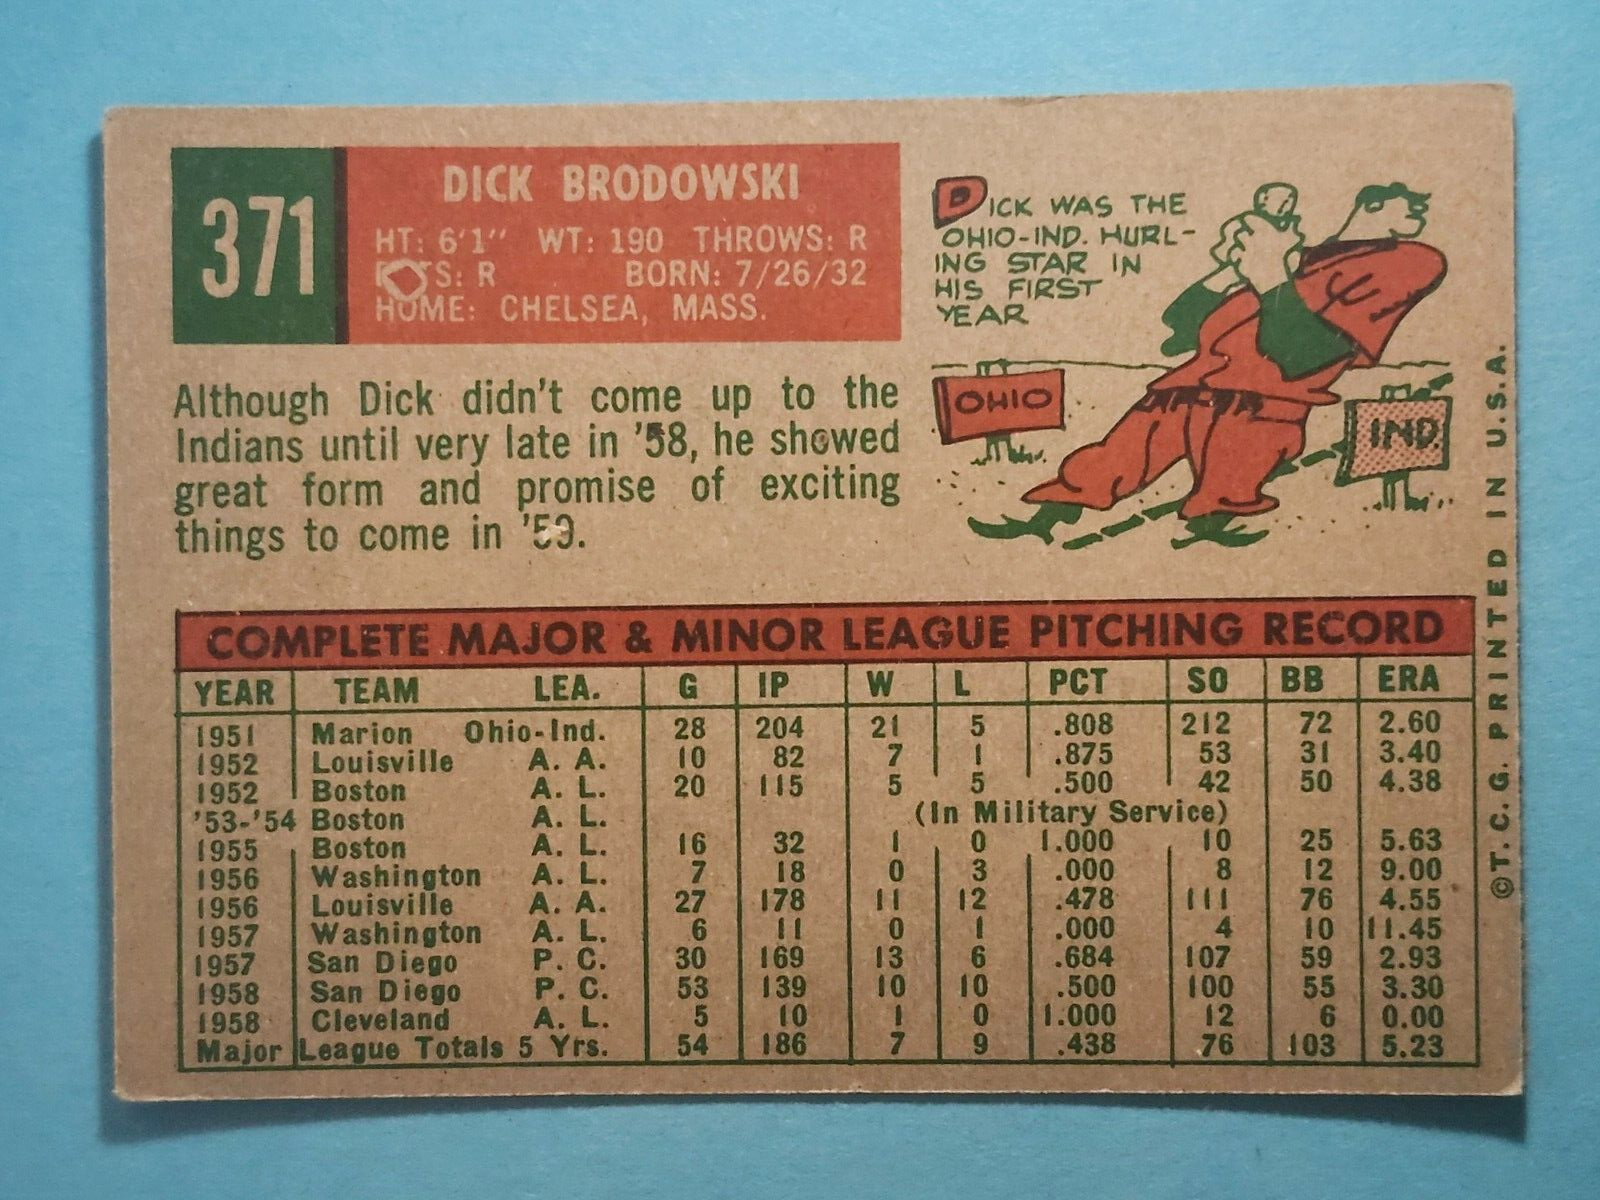 371
DICK BRODOWSKI
HT: 6'1" WT: 190 THROWS: R
S: R BORN: 7/26/32
HOME: CHELSEA, MASS.
DICK WAS THE
OHIO-IND. HURL-
ING STAR IN
HIS FIRST
YEAR
OHIO
IND.
Although Dick didn't come up to the
Indians until very late in '58, he showed
great form and promise of exciting
things to come in '59.
COMPLETE MAJOR & MINOR LEAGUE PITCHING RECORD
YEAR TEAM LEA. G IP W L PCT SO BB ERA
1951 Marion Ohio-Ind. 28 204 21 5 .808 212 72 2.60
1952 Louisville A. A. 10 82 7 1 .875 53 31 3.40
1952 Boston A. L. 20 115 5 5 .500 42 50 4.38
'53-'54 Boston A. L. (In Military Service)
1955 Boston A. L. 16 32 1 0 1.000 10 25 5.63
1956 Washington A. L. 7 18 0 3 .000 8 12 9.00
1956 Louisville A. A. 27 178 11 12 .478 111 76 4.55
1957 Washington A. L. 6 11 0 1 .000 4 10 11.45
1957 San Diego P. C. 30 169 13 6 .684 107 59 2.93
1958 San Diego P. C. 53 139 10 10 .500 100 55 3.30
1958 Cleveland A. L. 5 10 1 0 1.000 12 6 0.00
Major League Totals 5 Yrs. 54 186 7 9 .438 76 103 5.23
©T.C.G. PRINTED IN U.S.A.